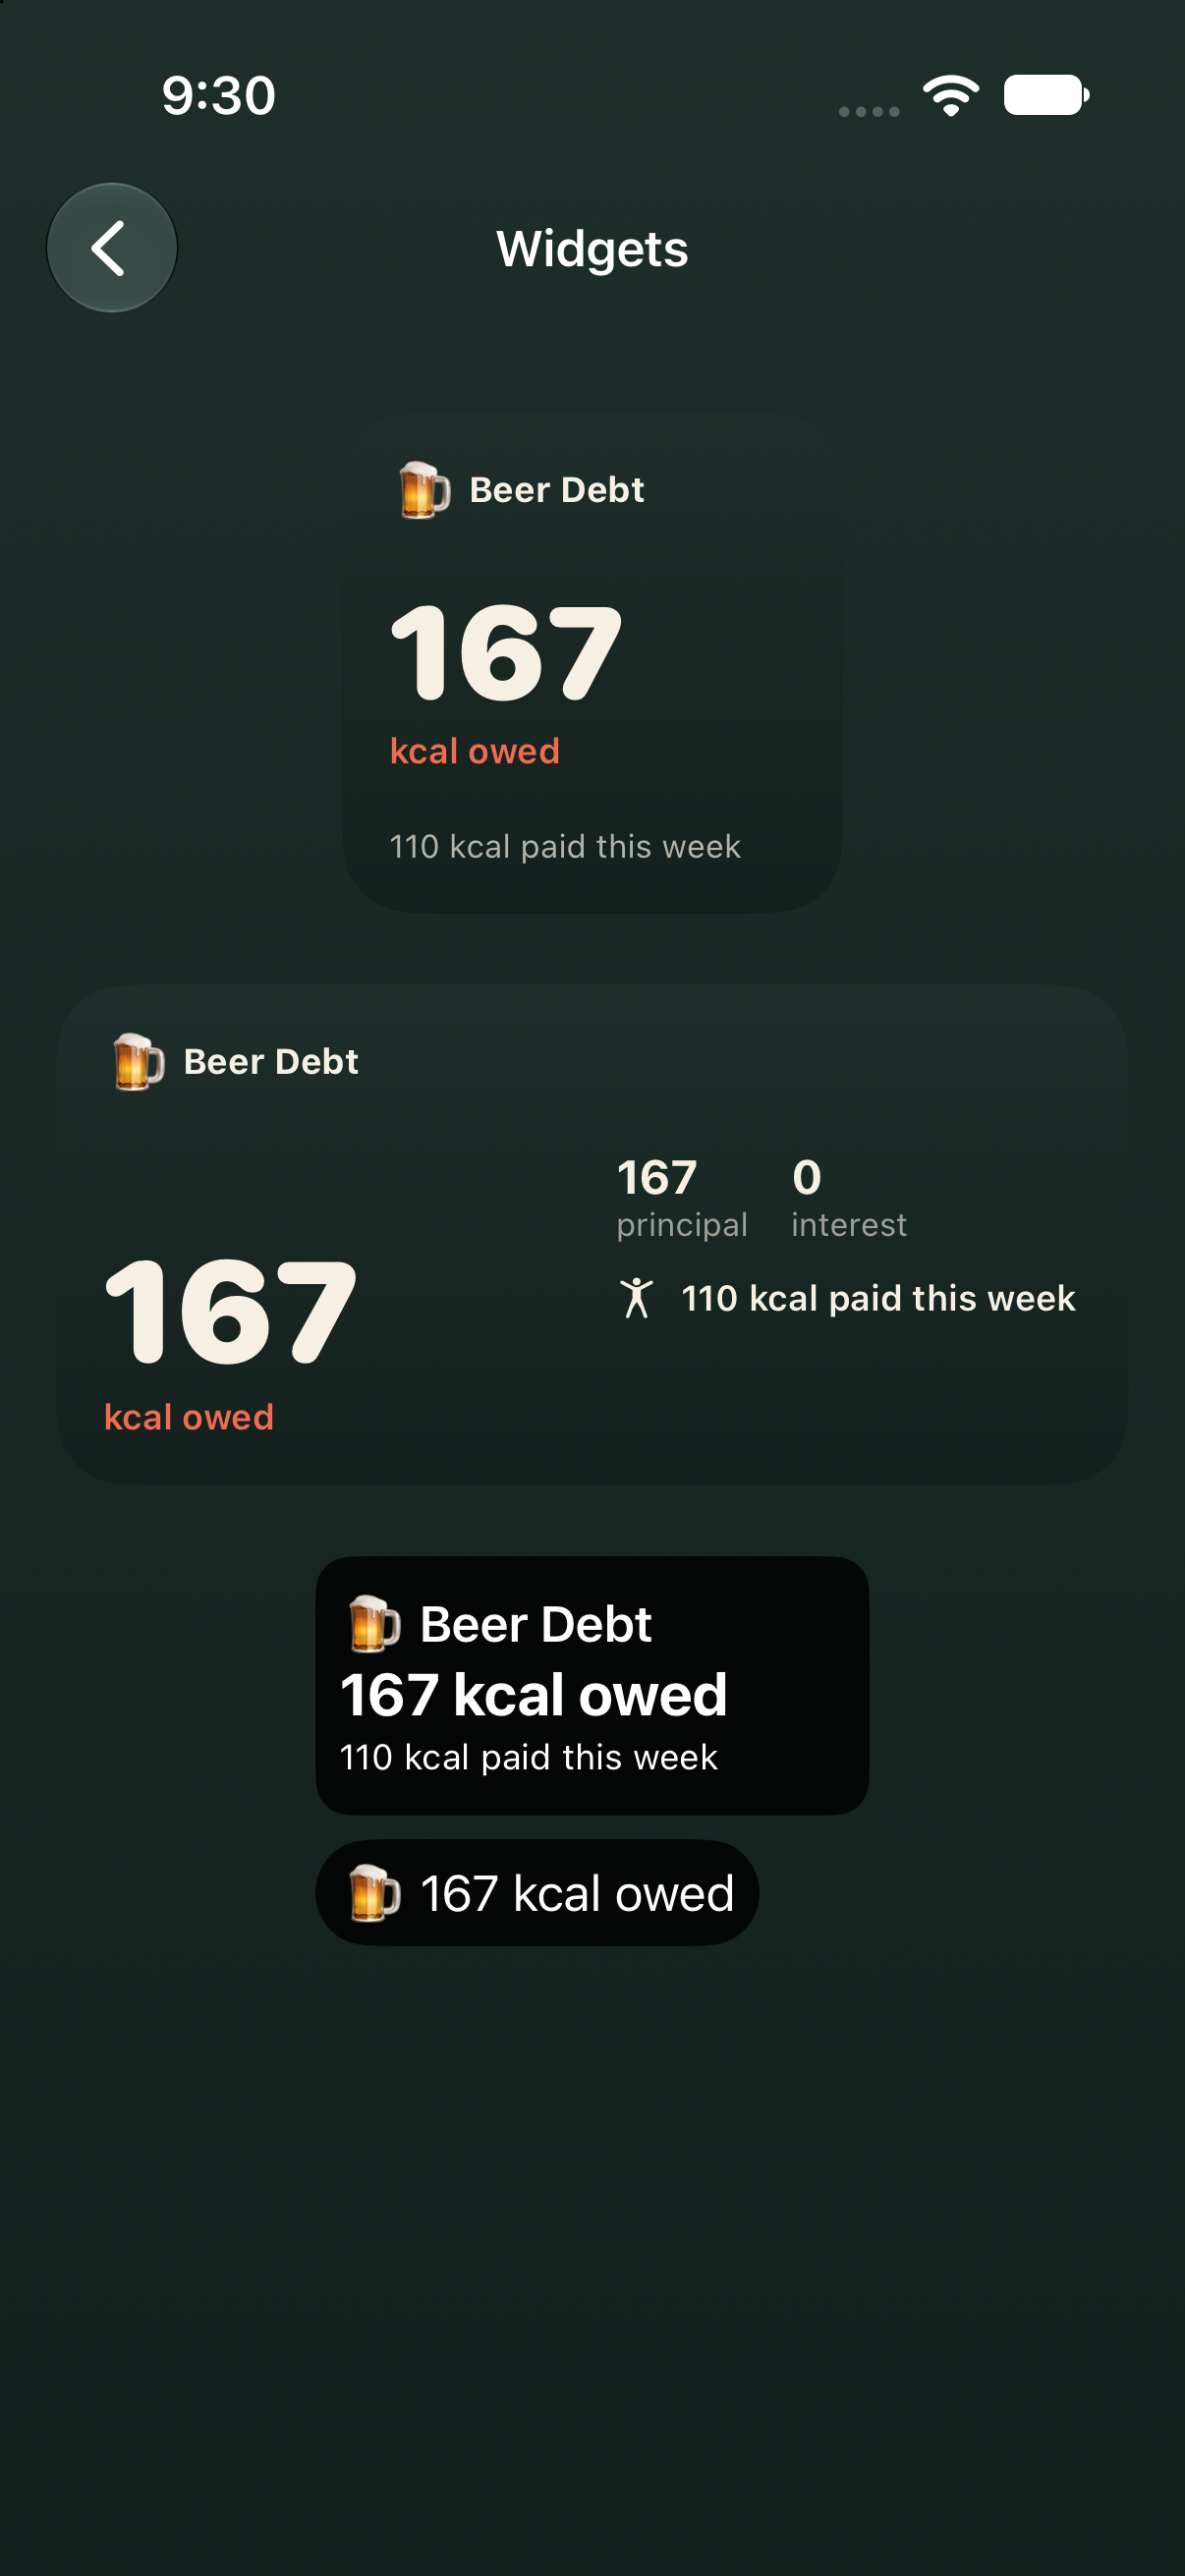 9:30
Widgets
Beer Debt
167
kcal owed
110 kcal paid this week
Beer Debt
167
kcal owed
167 0
principal interest
110 kcal paid this week
Beer Debt
167 kcal owed
110 kcal paid this week
167 kcal owed